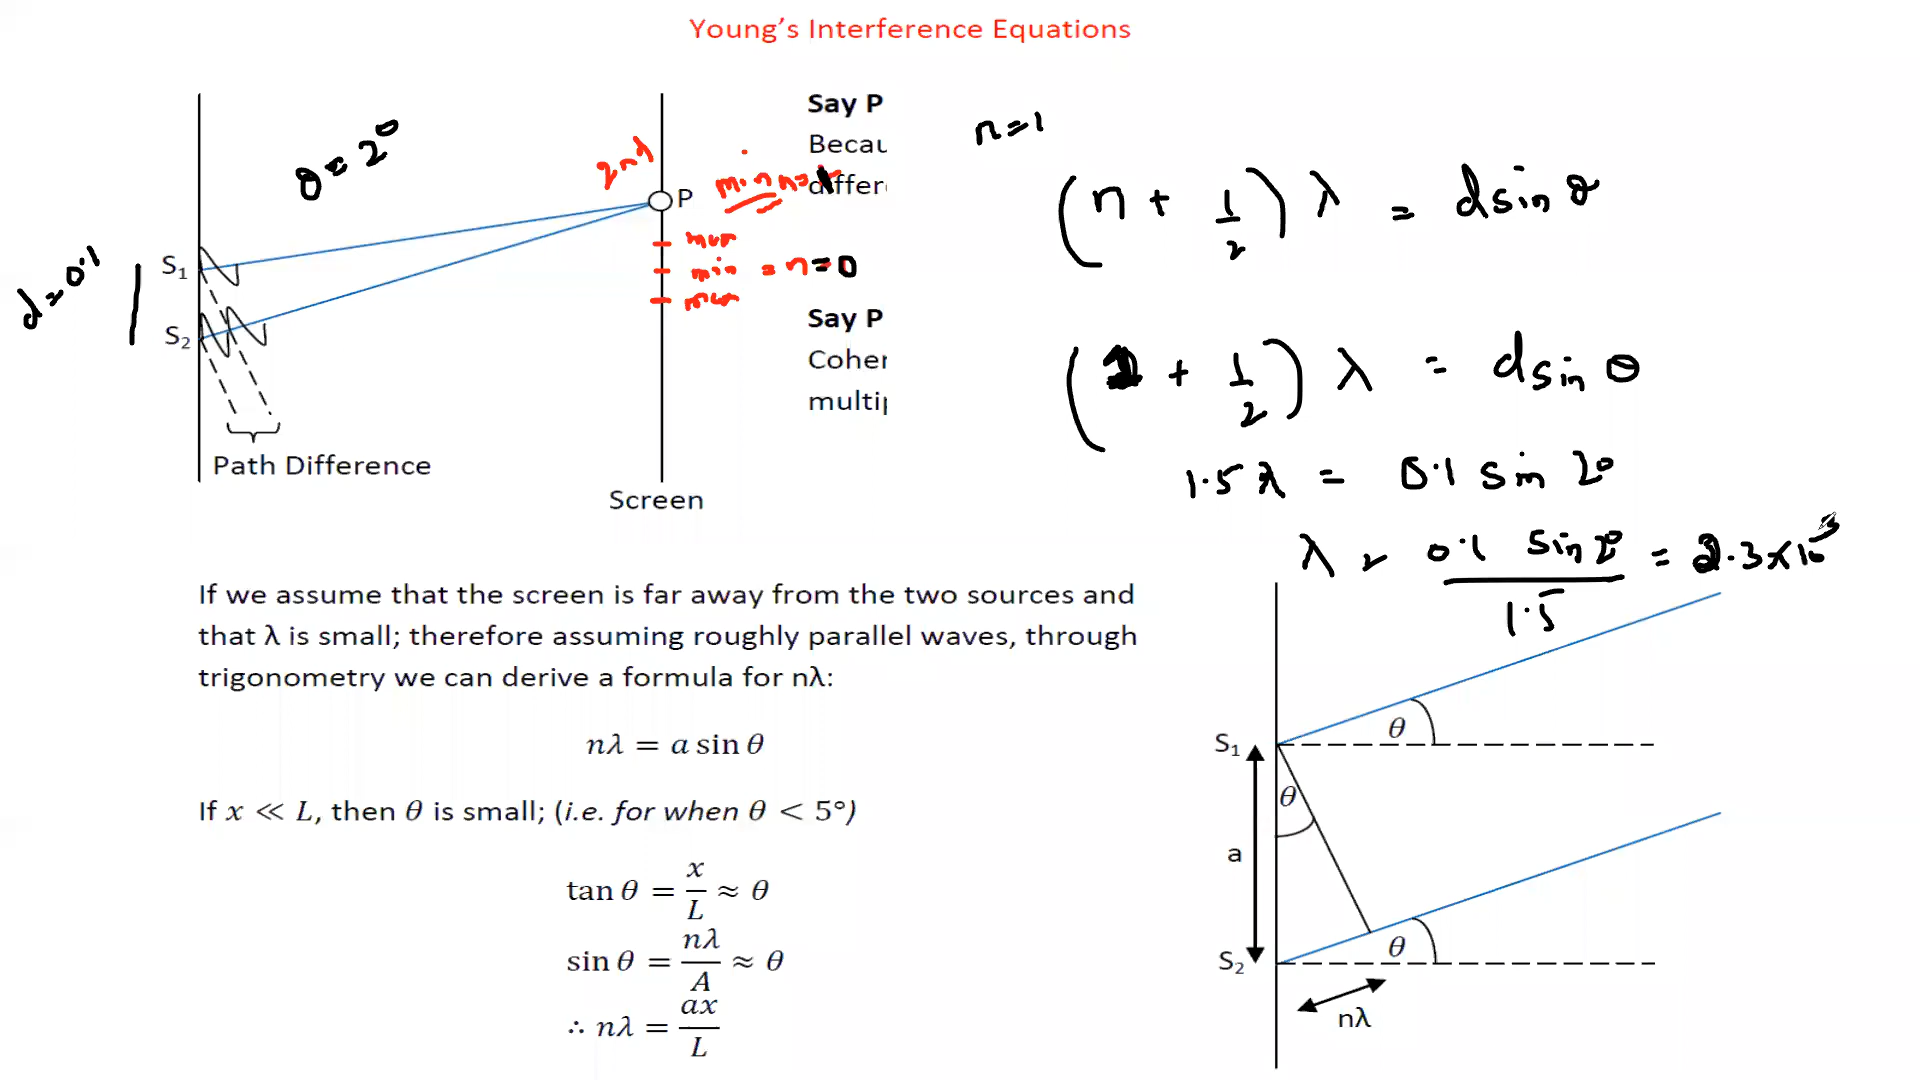 Young's Interference Equations
θ = 2°
2nd
P
min n=1
max
min = n=0
max
d=0.1
S₁
S₂
Path Difference
Screen
Say P
Becau
differ
Say P
Coher
multip
n=1
(n + 1/2) λ = d sin θ
(1 + 1/2) λ = d sin θ
1.5 λ = 0.1 sin 2°
λ = 0.1 sin 2° / 1.5 = 2.3×10⁻³
If we assume that the screen is far away from the two sources and
that λ is small; therefore assuming roughly parallel waves, through
trigonometry we can derive a formula for nλ:
nλ = a sin θ
If x ≪ L, then θ is small; (i.e. for when θ < 5°)
tan θ = x/L ≈ θ
sin θ = nλ/A ≈ θ
∴ nλ = ax/L
S₁
θ
θ
a
S₂
θ
nλ